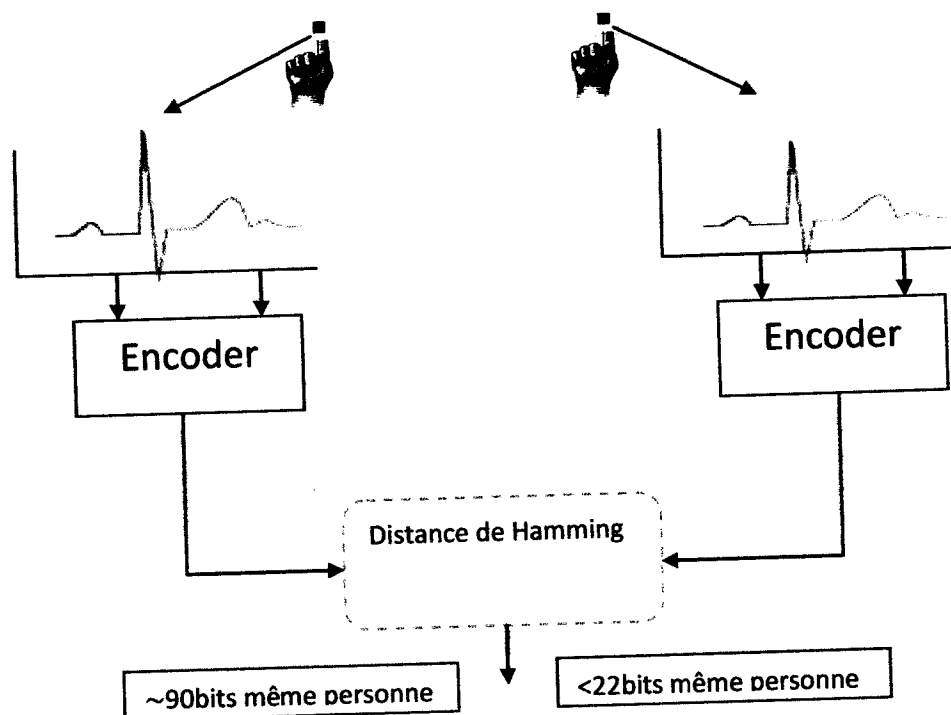 Encoder
Encoder
Distance de Hamming
~90bits même personne
<22bits même personne